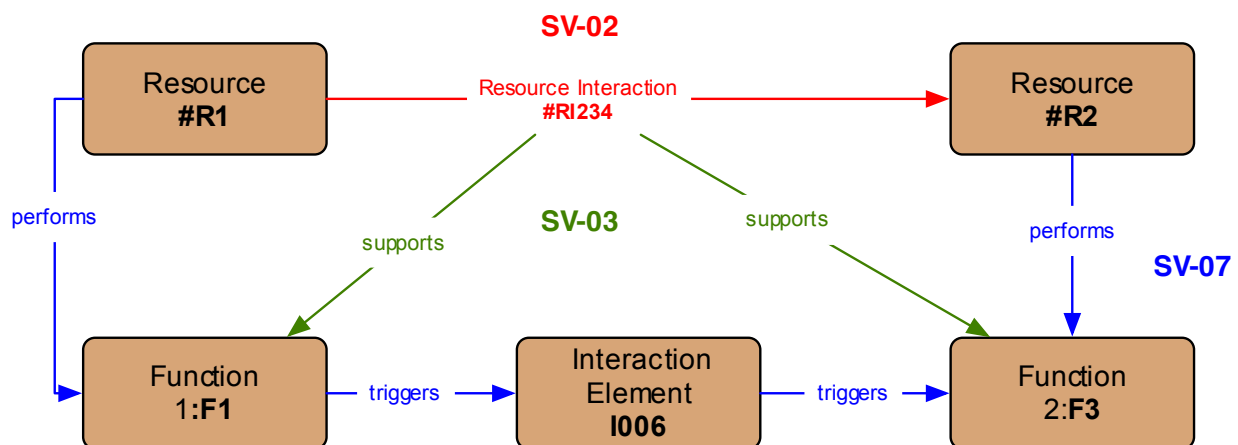 SV-02
Resource
#R1
Resource Interaction
#RI234
Resource
#R2
performs
supports
SV-03
supports
performs
SV-07
Function
1:F1
triggers
Interaction
Element
I006
triggers
Function
2:F3